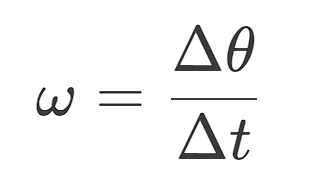 ω = Δθ / Δt